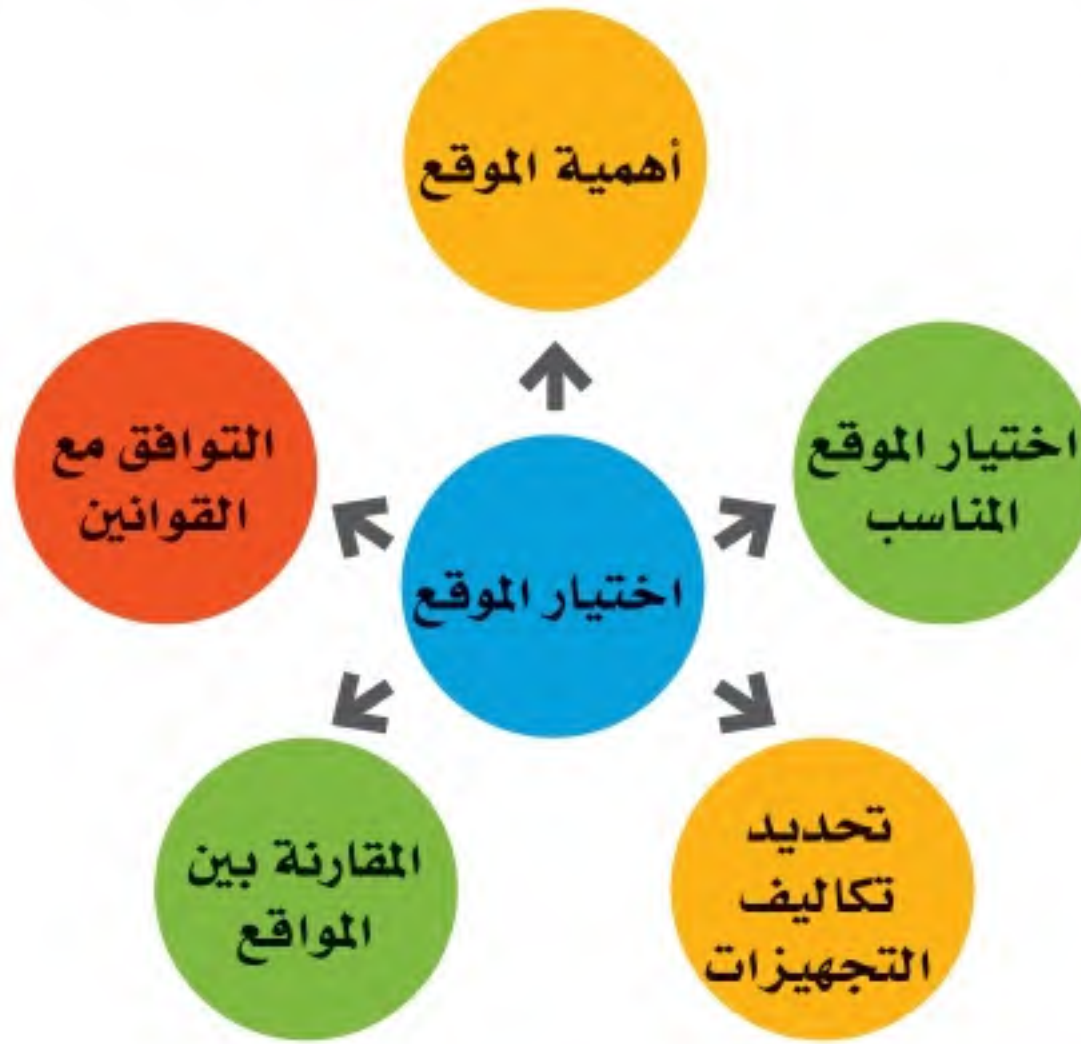 أهمية الموقع
اختيار الموقع
المناسب
التوافق مع
القوانين
اختيار الموقع
تحديد
تكاليف
التجهيزات
المقارنة بين
المواقع